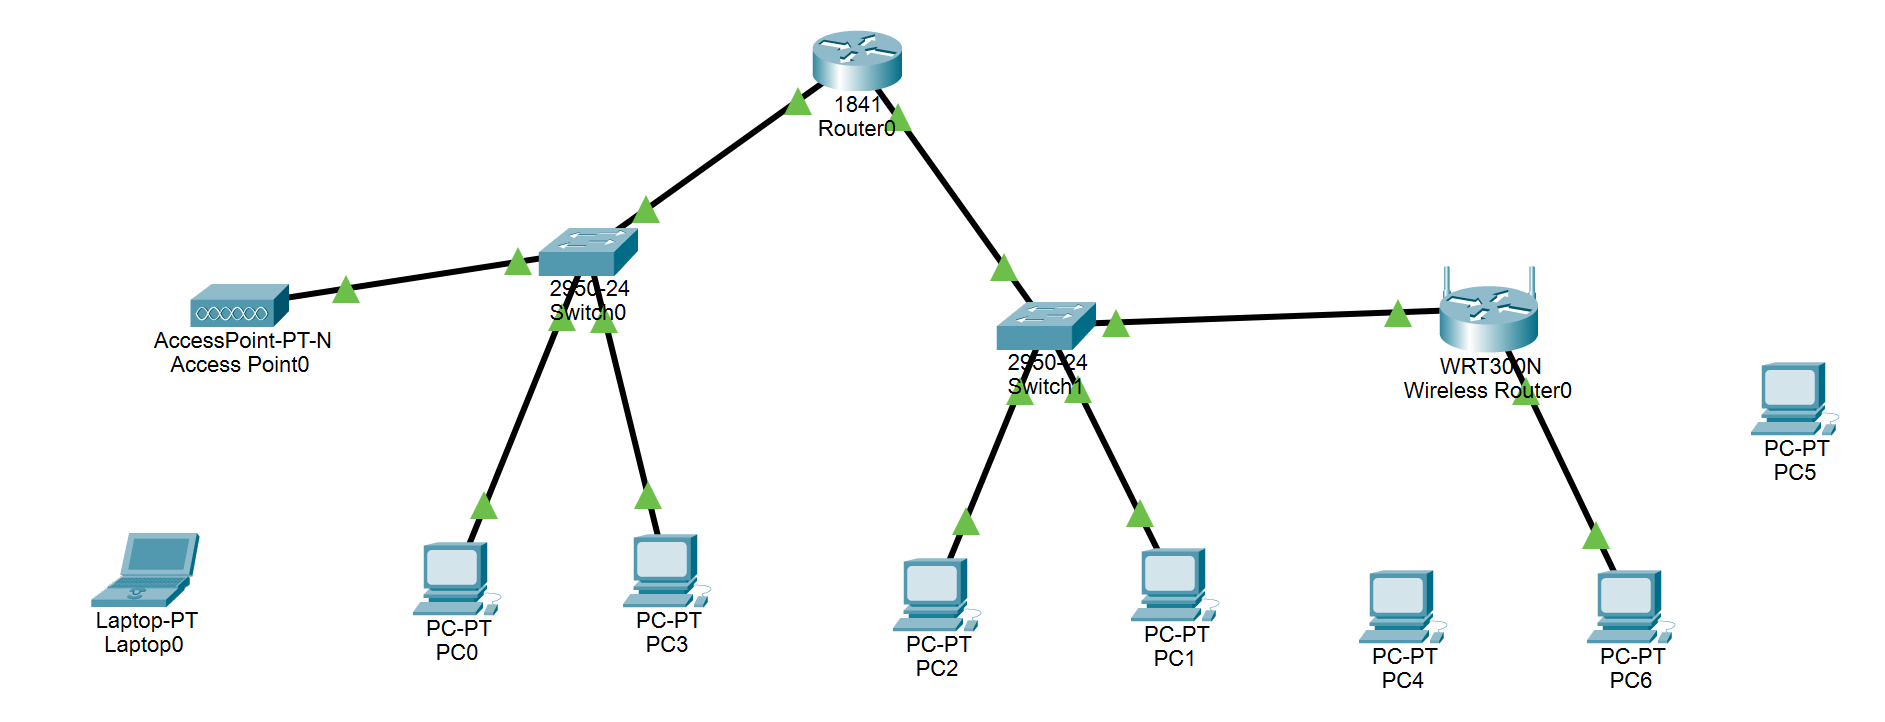 1841
Router0
2950-24
Switch0
AccessPoint-PT-N
Access Point0
2950-24
Switch1
WRT300N
Wireless Router0
PC-PT
PC5
Laptop-PT
Laptop0
PC-PT
PC0
PC-PT
PC3
PC-PT
PC2
PC-PT
PC1
PC-PT
PC4
PC-PT
PC6